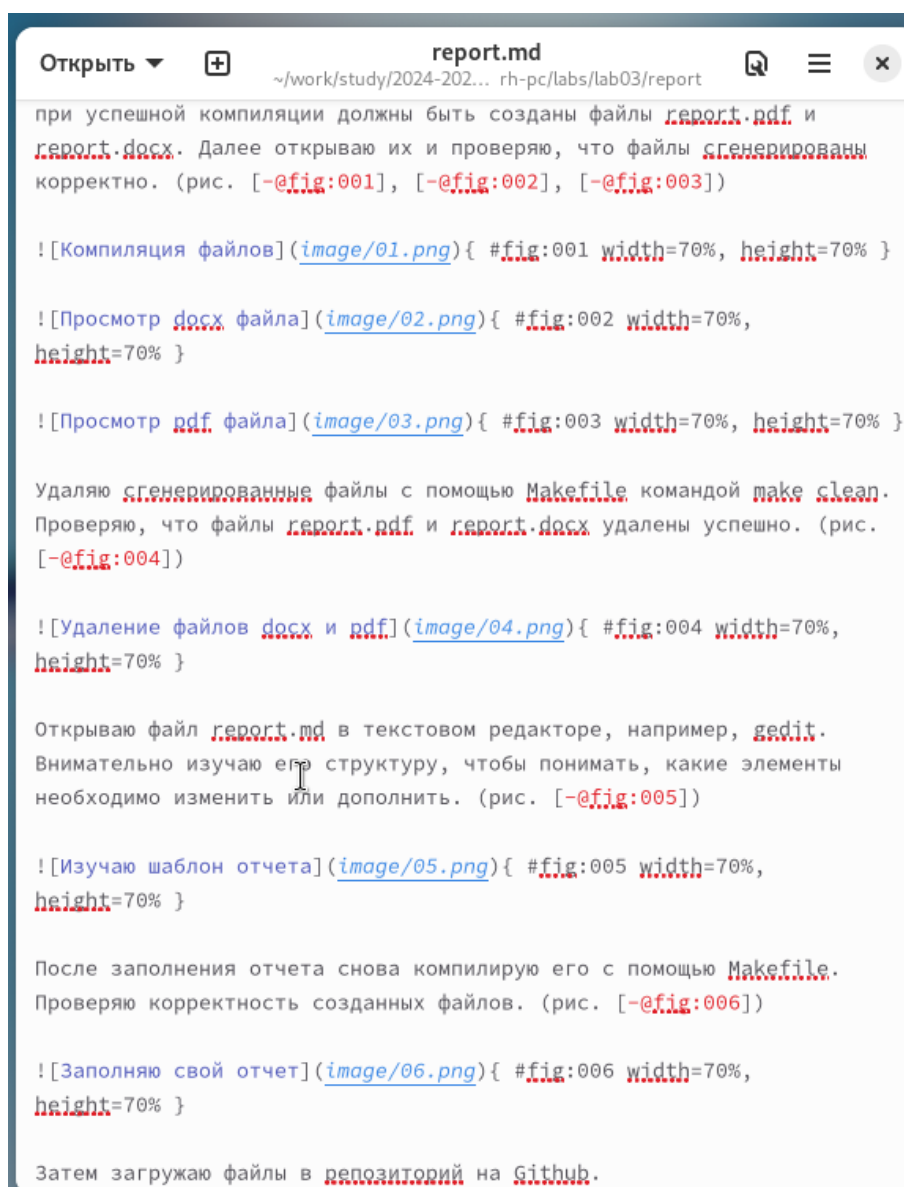 Открыть
report.md
~/work/study/2024-202... rh-pc/labs/lab03/report
при успешной компиляции должны быть созданы файлы report.pdf и
report.docx. Далее открываю их и проверяю, что файлы сгенерированы
корректно. (рис. [-@fig:001], [-@fig:002], [-@fig:003])
![Компиляция файлов](image/01.png){ #fig:001 width=70%, height=70% }
![Просмотр docx файла](image/02.png){ #fig:002 width=70%,
height=70% }
![Просмотр pdf файла](image/03.png){ #fig:003 width=70%, height=70% }
Удаляю сгенерированные файлы с помощью Makefile командой make clean.
Проверяю, что файлы report.pdf и report.docx удалены успешно. (рис.
[-@fig:004])
![Удаление файлов docx и pdf](image/04.png){ #fig:004 width=70%,
height=70% }
Открываю файл report.md в текстовом редакторе, например, gedit.
Внимательно изучаю его структуру, чтобы понимать, какие элементы
необходимо изменить или дополнить. (рис. [-@fig:005])
![Изучаю шаблон отчета](image/05.png){ #fig:005 width=70%,
height=70% }
После заполнения отчета снова компилирую его с помощью Makefile.
Проверяю корректность созданных файлов. (рис. [-@fig:006])
![Заполняю свой отчет](image/06.png){ #fig:006 width=70%,
height=70% }
Затем загружаю файлы в репозиторий на Github.